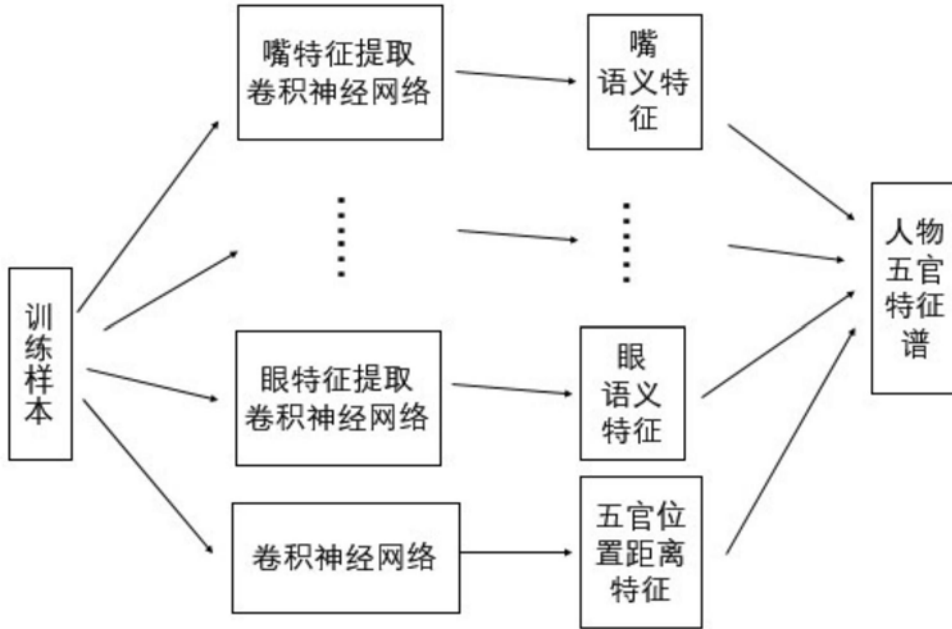 训
练
样
本
嘴特征提取
卷积神经网络
眼特征提取
卷积神经网络
卷积神经网络
嘴
语义特
征
眼
语义
特征
五官位
置距离
特征
人物
五官
特征
谱